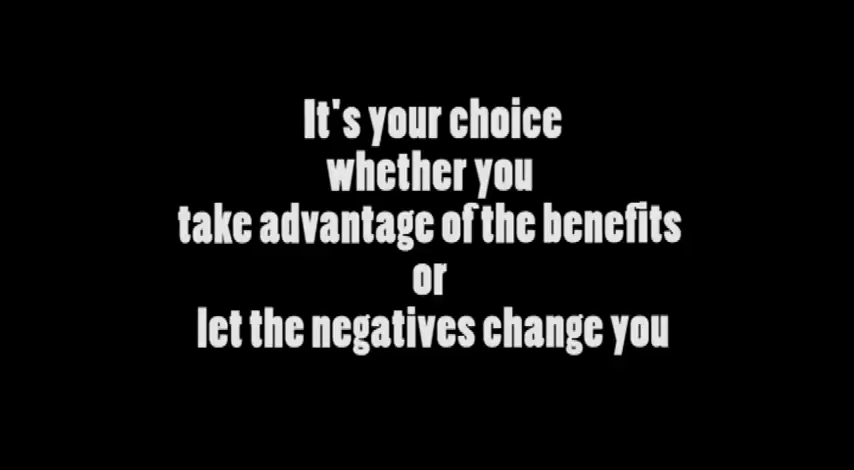 It's your choice
whether you
take advantage of the benefits
or
let the negatives change you